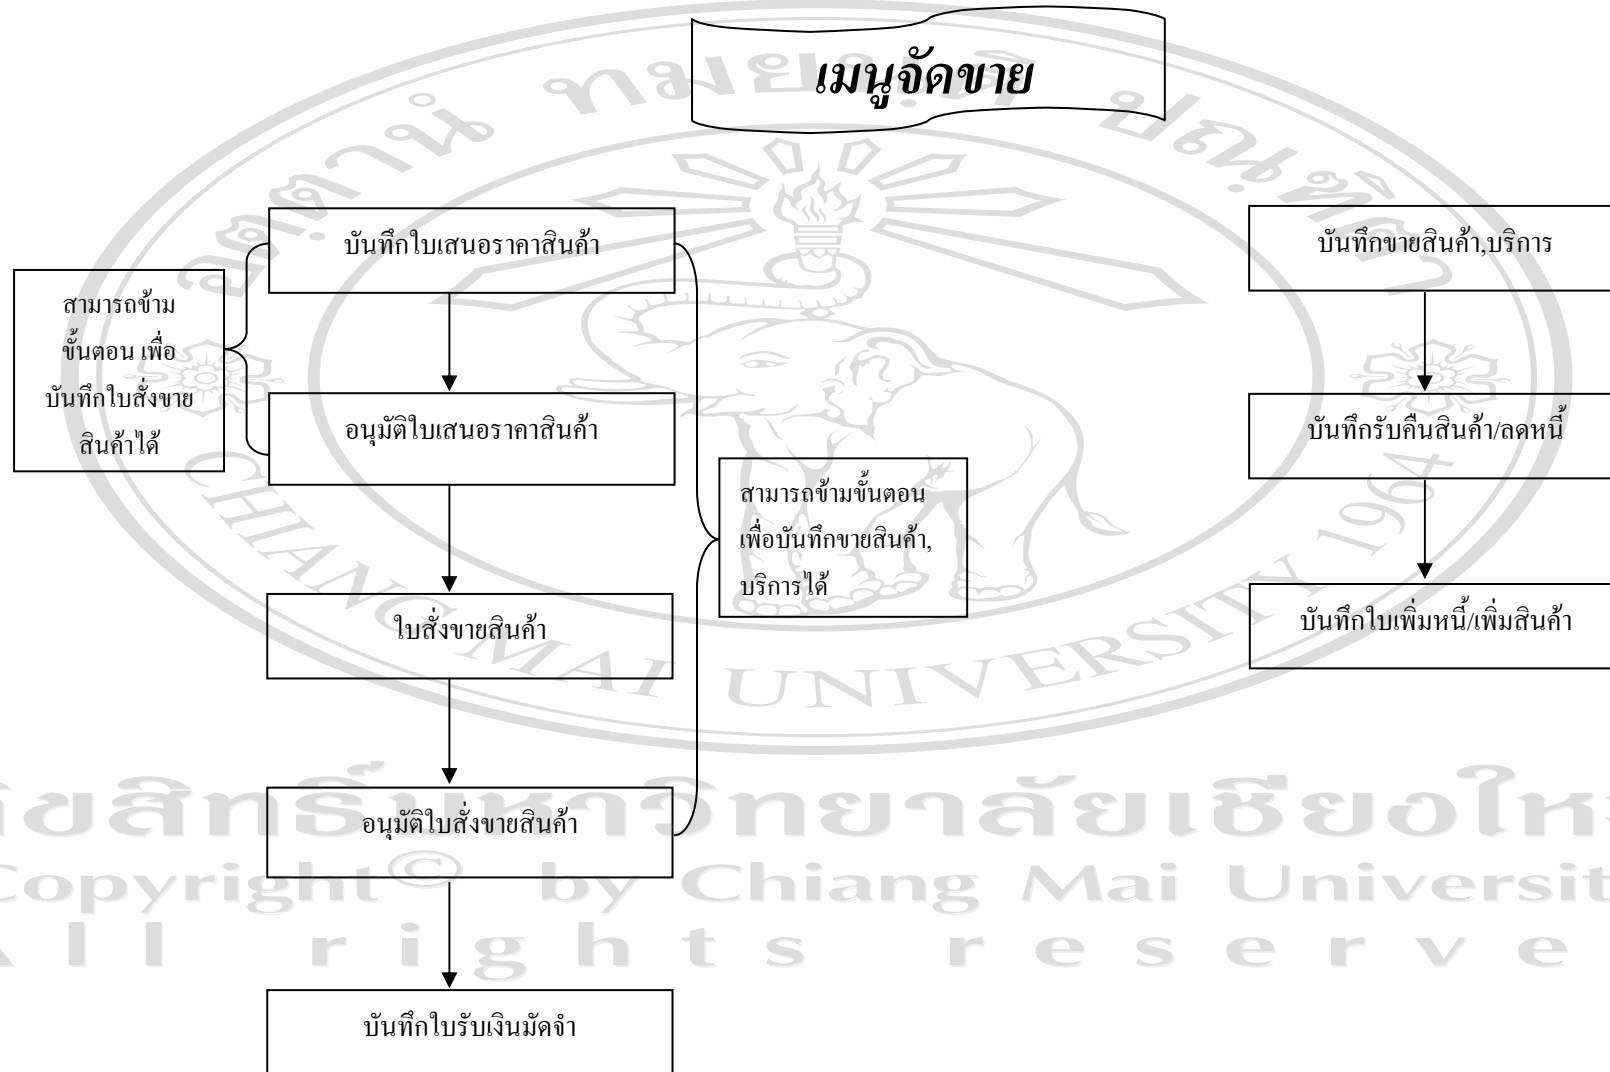 เมนูจัดขาย
บันทึกใบเสนอราคาสินค้า
สามารถข้าม
ขั้นตอน เพื่อ
บันทึกใบสั่งขาย
สินค้าได้
อนุมัติใบเสนอราคาสินค้า
สามารถข้ามขั้นตอน
เพื่อบันทึกขายสินค้า,
บริการได้
ใบสั่งขายสินค้า
อนุมัติใบสั่งขายสินค้า
บันทึกใบรับเงินมัดจำ
บันทึกขายสินค้า,บริการ
บันทึกรับคืนสินค้า/ลดหนี้
บันทึกใบเพิ่มหนี้/เพิ่มสินค้า
CHIANG MAI UNIVERSITY 1964
Copyright© by Chiang Mai Universit
All rights reserve